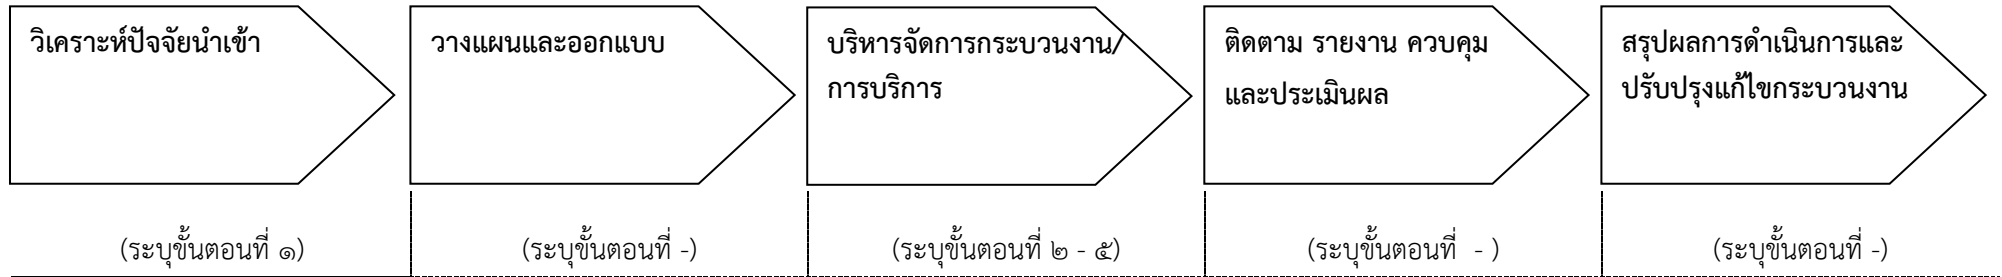 วิเคราะห์ปัจจัยนำเข้า
วางแผนและออกแบบ
บริหารจัดการกระบวนงาน/
การบริการ
ติดตาม รายงาน ควบคุม
และประเมินผล
สรุปผลการดำเนินการและ
ปรับปรุงแก้ไขกระบวนงาน
(ระบุขั้นตอนที่ ๑)
(ระบุขั้นตอนที่ -)
(ระบุขั้นตอนที่ ๒ - ๕)
(ระบุขั้นตอนที่ - )
(ระบุขั้นตอนที่ -)